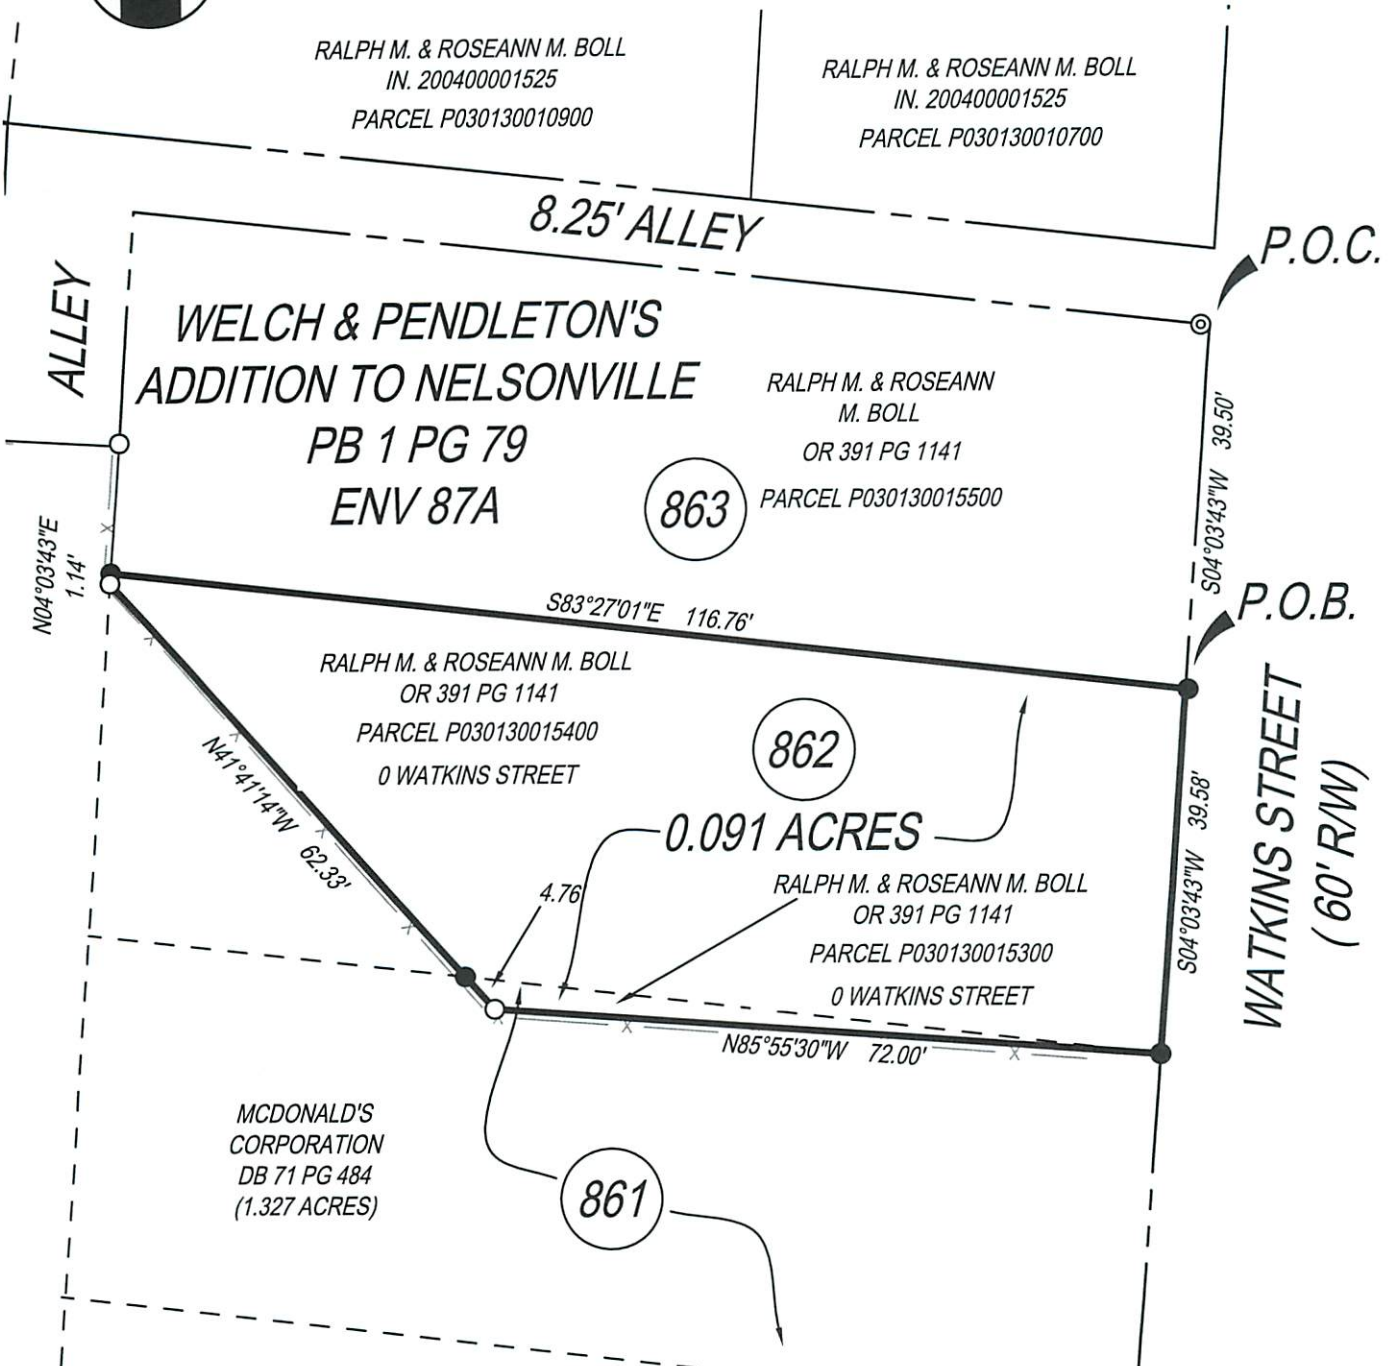 RALPH M. & ROSEANN M. BOLL
IN. 200400001525
PARCEL P030130010900
RALPH M. & ROSEANN M. BOLL
IN. 200400001525
PARCEL P030130010700
8.25' ALLEY
P.O.C.
ALLEY
WELCH & PENDLETON'S
ADDITION TO NELSONVILLE
PB 1 PG 79
ENV 87A
RALPH M. & ROSEANN
M. BOLL
OR 391 PG 1141
PARCEL P030130015500
863
S04°03'43"W 39.50'
N04°03'43"E
1.14'
S83°27'01"E 116.76'
P.O.B.
RALPH M. & ROSEANN M. BOLL
OR 391 PG 1141
PARCEL P030130015400
0 WATKINS STREET
862
N41°41'14"W 62.33'
0.091 ACRES
S04°03'43"W 39.58'
WATKINS STREET
( 60' R/W)
4.76
RALPH M. & ROSEANN M. BOLL
OR 391 PG 1141
PARCEL P030130015300
0 WATKINS STREET
N85°55'30"W 72.00'
MCDONALD'S
CORPORATION
DB 71 PG 484
(1.327 ACRES)
861